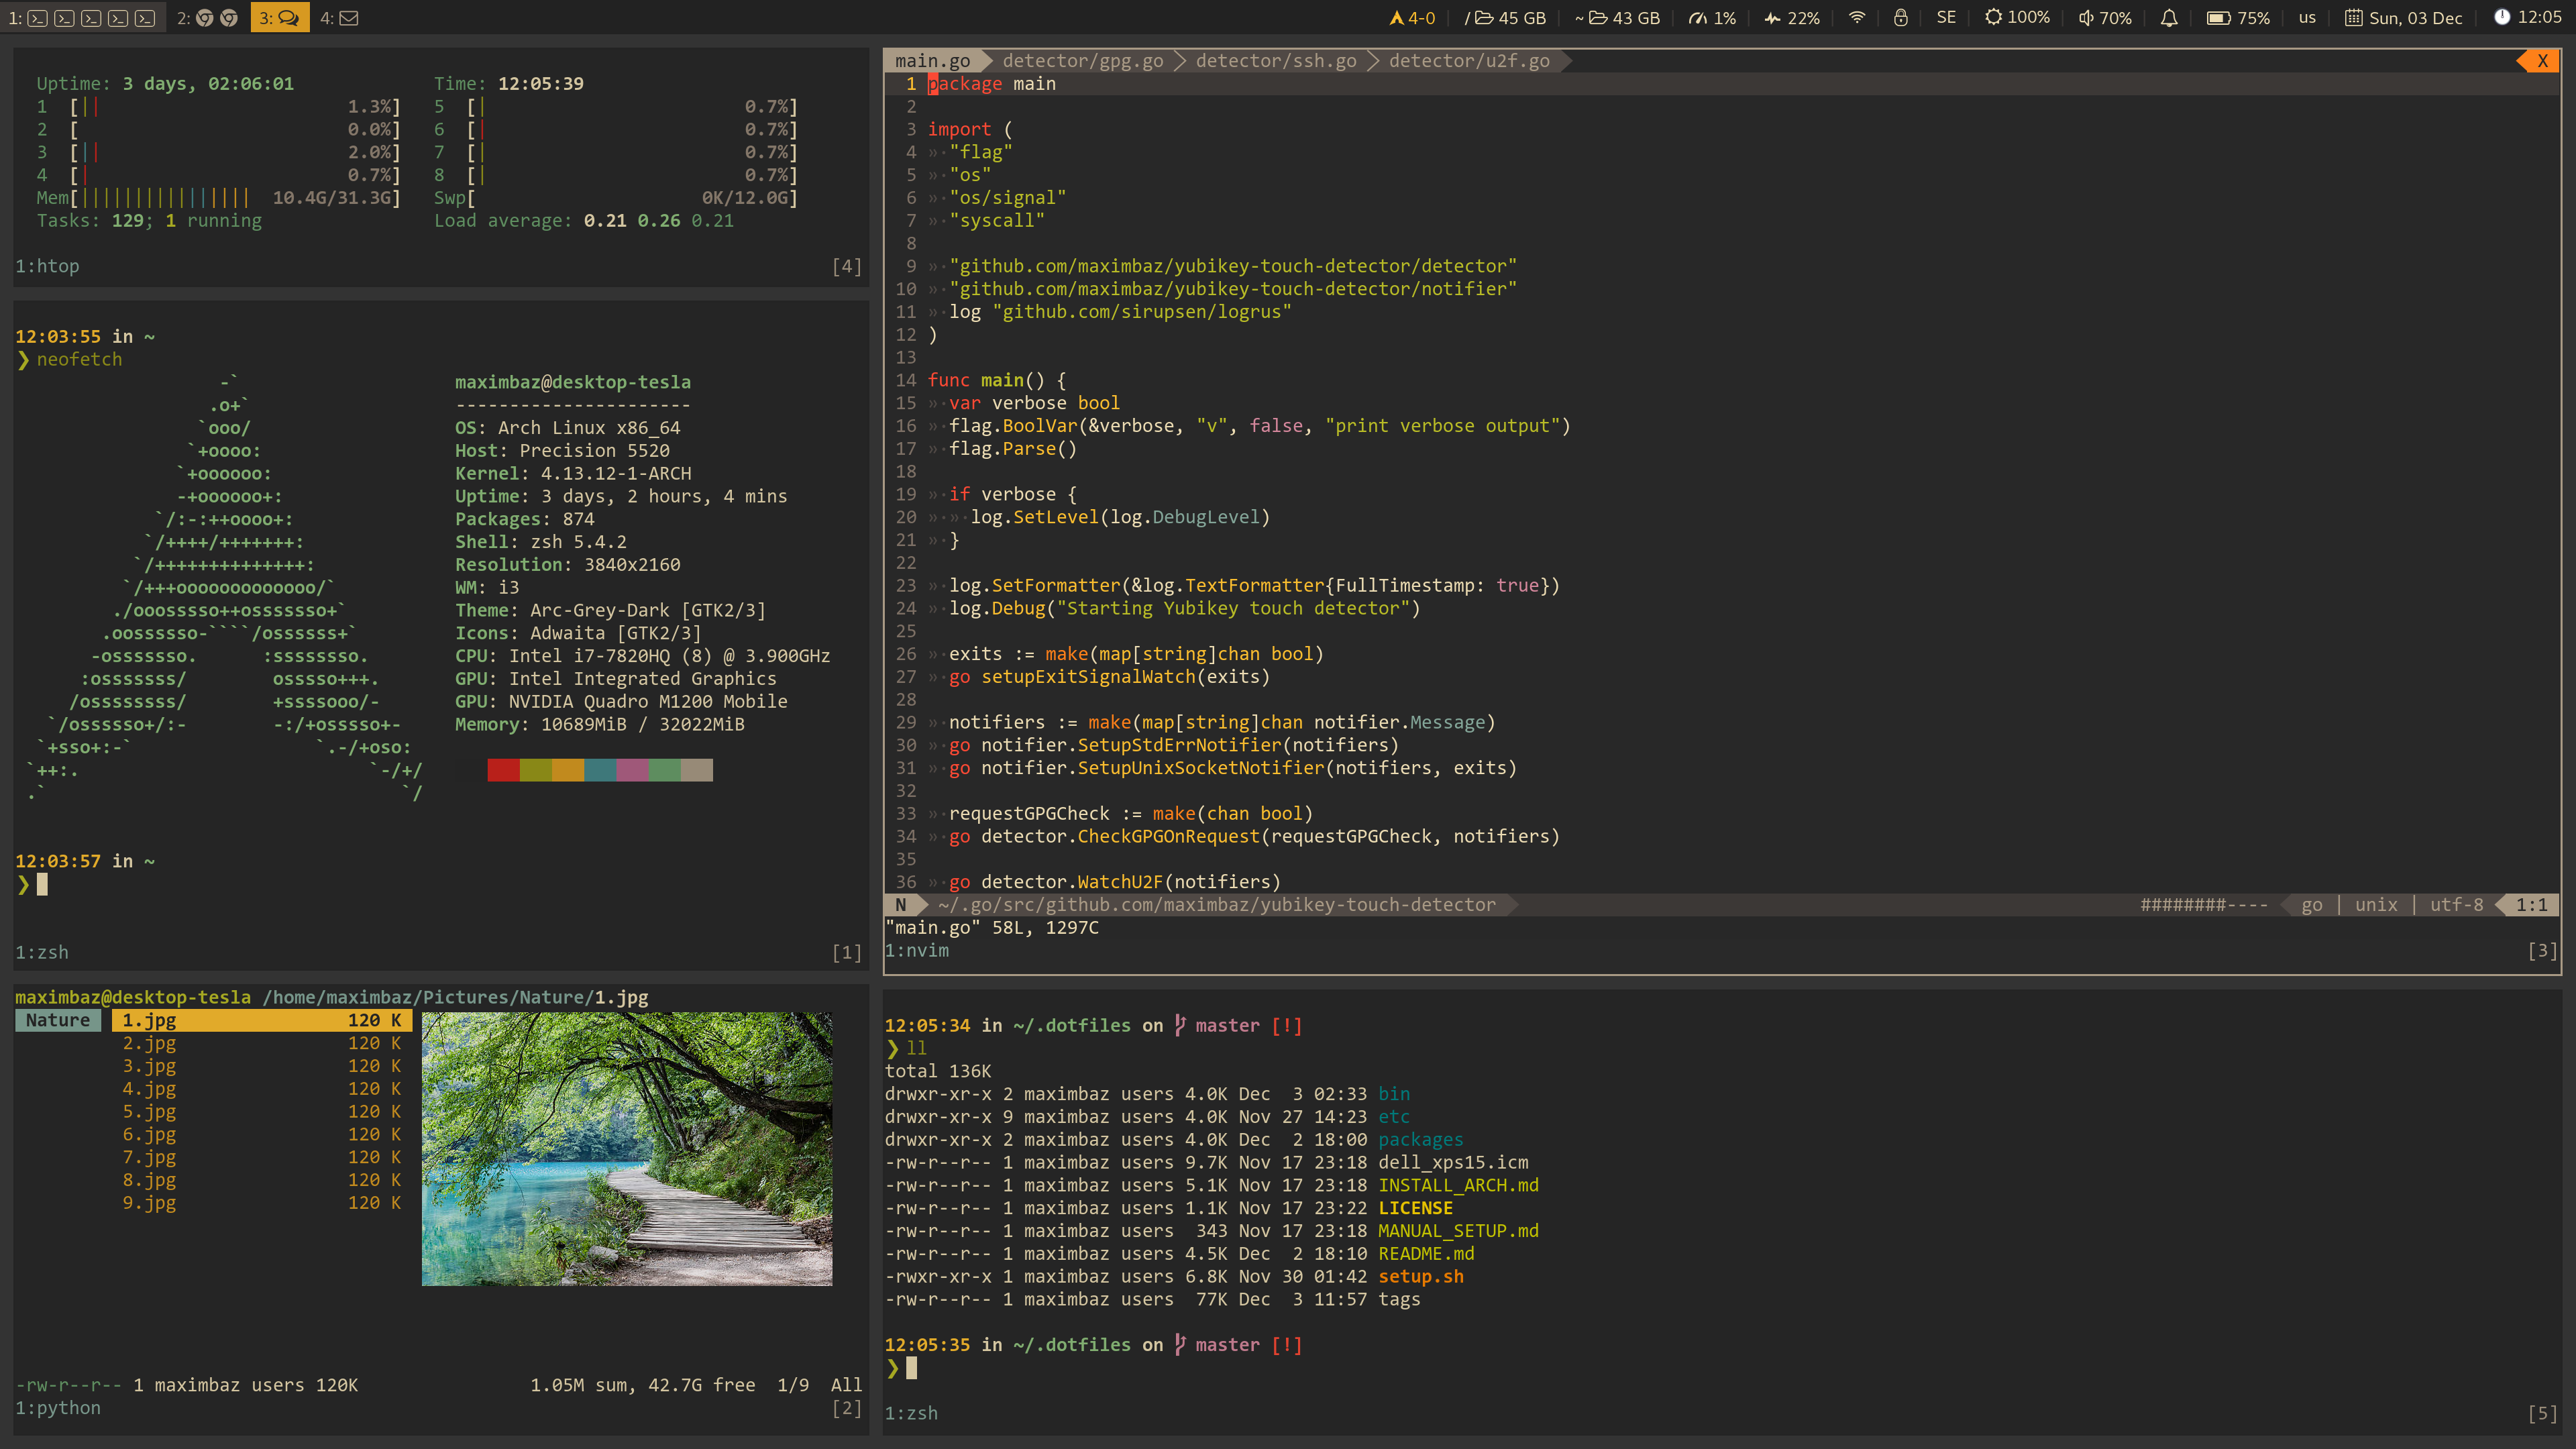 1: 2: 3: 4: 4-0 / 45 GB ~ 43 GB 1% 22% SE 100% 70% 75% us Sun, 03 Dec 12:05
Uptime: 3 days, 02:06:01 Time: 12:05:39
1 [|| 1.3%] 5 [| 0.7%]
2 [ 0.0%] 6 [| 0.7%]
3 [|| 2.0%] 7 [| 0.7%]
4 [| 0.7%] 8 [| 0.7%]
Mem[|||||||||||||||| 10.4G/31.3G] Swp[ 0K/12.0G]
Tasks: 129; 1 running Load average: 0.21 0.26 0.21
1:htop [4]
12:03:55 in ~
❯ neofetch
-` maximbaz@desktop-tesla
.o+` ----------------------
`ooo/ OS: Arch Linux x86_64
`+oooo: Host: Precision 5520
`+oooooo: Kernel: 4.13.12-1-ARCH
-+oooooo+: Uptime: 3 days, 2 hours, 4 mins
`/:-:++oooo+: Packages: 874
`/++++/+++++++: Shell: zsh 5.4.2
`/++++++++++++++: Resolution: 3840x2160
`/+++ooooooooooooo/` WM: i3
./ooosssso++osssssso+` Theme: Arc-Grey-Dark [GTK2/3]
.oossssso-````/ossssss+` Icons: Adwaita [GTK2/3]
-osssssso. :ssssssso. CPU: Intel i7-7820HQ (8) @ 3.900GHz
:osssssss/ osssso+++. GPU: Intel Integrated Graphics
/ossssssss/ +ssssooo/- GPU: NVIDIA Quadro M1200 Mobile
`/ossssso+/:- -:/+osssso+- Memory: 10689MiB / 32022MiB
`+sso+:-` `.-/+oso:
`++:. `-/+/
.` `/
12:03:57 in ~
❯
1:zsh [1]
maximbaz@desktop-tesla /home/maximbaz/Pictures/Nature/1.jpg
Nature 1.jpg 120 K
2.jpg 120 K
3.jpg 120 K
4.jpg 120 K
5.jpg 120 K
6.jpg 120 K
7.jpg 120 K
8.jpg 120 K
9.jpg 120 K
-rw-r--r-- 1 maximbaz users 120K 1.05M sum, 42.7G free 1/9 All
1:python [2]
main.go detector/gpg.go detector/ssh.go detector/u2f.go X
1 package main
2
3 import (
4 »·"flag"
5 »·"os"
6 »·"os/signal"
7 »·"syscall"
8
9 »·"github.com/maximbaz/yubikey-touch-detector/detector"
10 »·"github.com/maximbaz/yubikey-touch-detector/notifier"
11 »·log "github.com/sirupsen/logrus"
12 )
13
14 func main() {
15 »·var verbose bool
16 »·flag.BoolVar(&verbose, "v", false, "print verbose output")
17 »·flag.Parse()
18
19 »·if verbose {
20 »·»·log.SetLevel(log.DebugLevel)
21 »·}
22
23 »·log.SetFormatter(&log.TextFormatter{FullTimestamp: true})
24 »·log.Debug("Starting Yubikey touch detector")
25
26 »·exits := make(map[string]chan bool)
27 »·go setupExitSignalWatch(exits)
28
29 »·notifiers := make(map[string]chan notifier.Message)
30 »·go notifier.SetupStdErrNotifier(notifiers)
31 »·go notifier.SetupUnixSocketNotifier(notifiers, exits)
32
33 »·requestGPGCheck := make(chan bool)
34 »·go detector.CheckGPGOnRequest(requestGPGCheck, notifiers)
35
36 »·go detector.WatchU2F(notifiers)
N ~/.go/src/github.com/maximbaz/yubikey-touch-detector ########---- go | unix | utf-8 1:1
"main.go" 58L, 1297C
1:nvim [3]
12:05:34 in ~/.dotfiles on master [!]
❯ ll
total 136K
drwxr-xr-x 2 maximbaz users 4.0K Dec 3 02:33 bin
drwxr-xr-x 9 maximbaz users 4.0K Nov 27 14:23 etc
drwxr-xr-x 2 maximbaz users 4.0K Dec 2 18:00 packages
-rw-r--r-- 1 maximbaz users 9.7K Nov 17 23:18 dell_xps15.icm
-rw-r--r-- 1 maximbaz users 5.1K Nov 17 23:18 INSTALL_ARCH.md
-rw-r--r-- 1 maximbaz users 1.1K Nov 17 23:22 LICENSE
-rw-r--r-- 1 maximbaz users 343 Nov 17 23:18 MANUAL_SETUP.md
-rw-r--r-- 1 maximbaz users 4.5K Dec 2 18:10 README.md
-rwxr-xr-x 1 maximbaz users 6.8K Nov 30 01:42 setup.sh
-rw-r--r-- 1 maximbaz users 77K Dec 3 11:57 tags
12:05:35 in ~/.dotfiles on master [!]
❯
1:zsh [5]